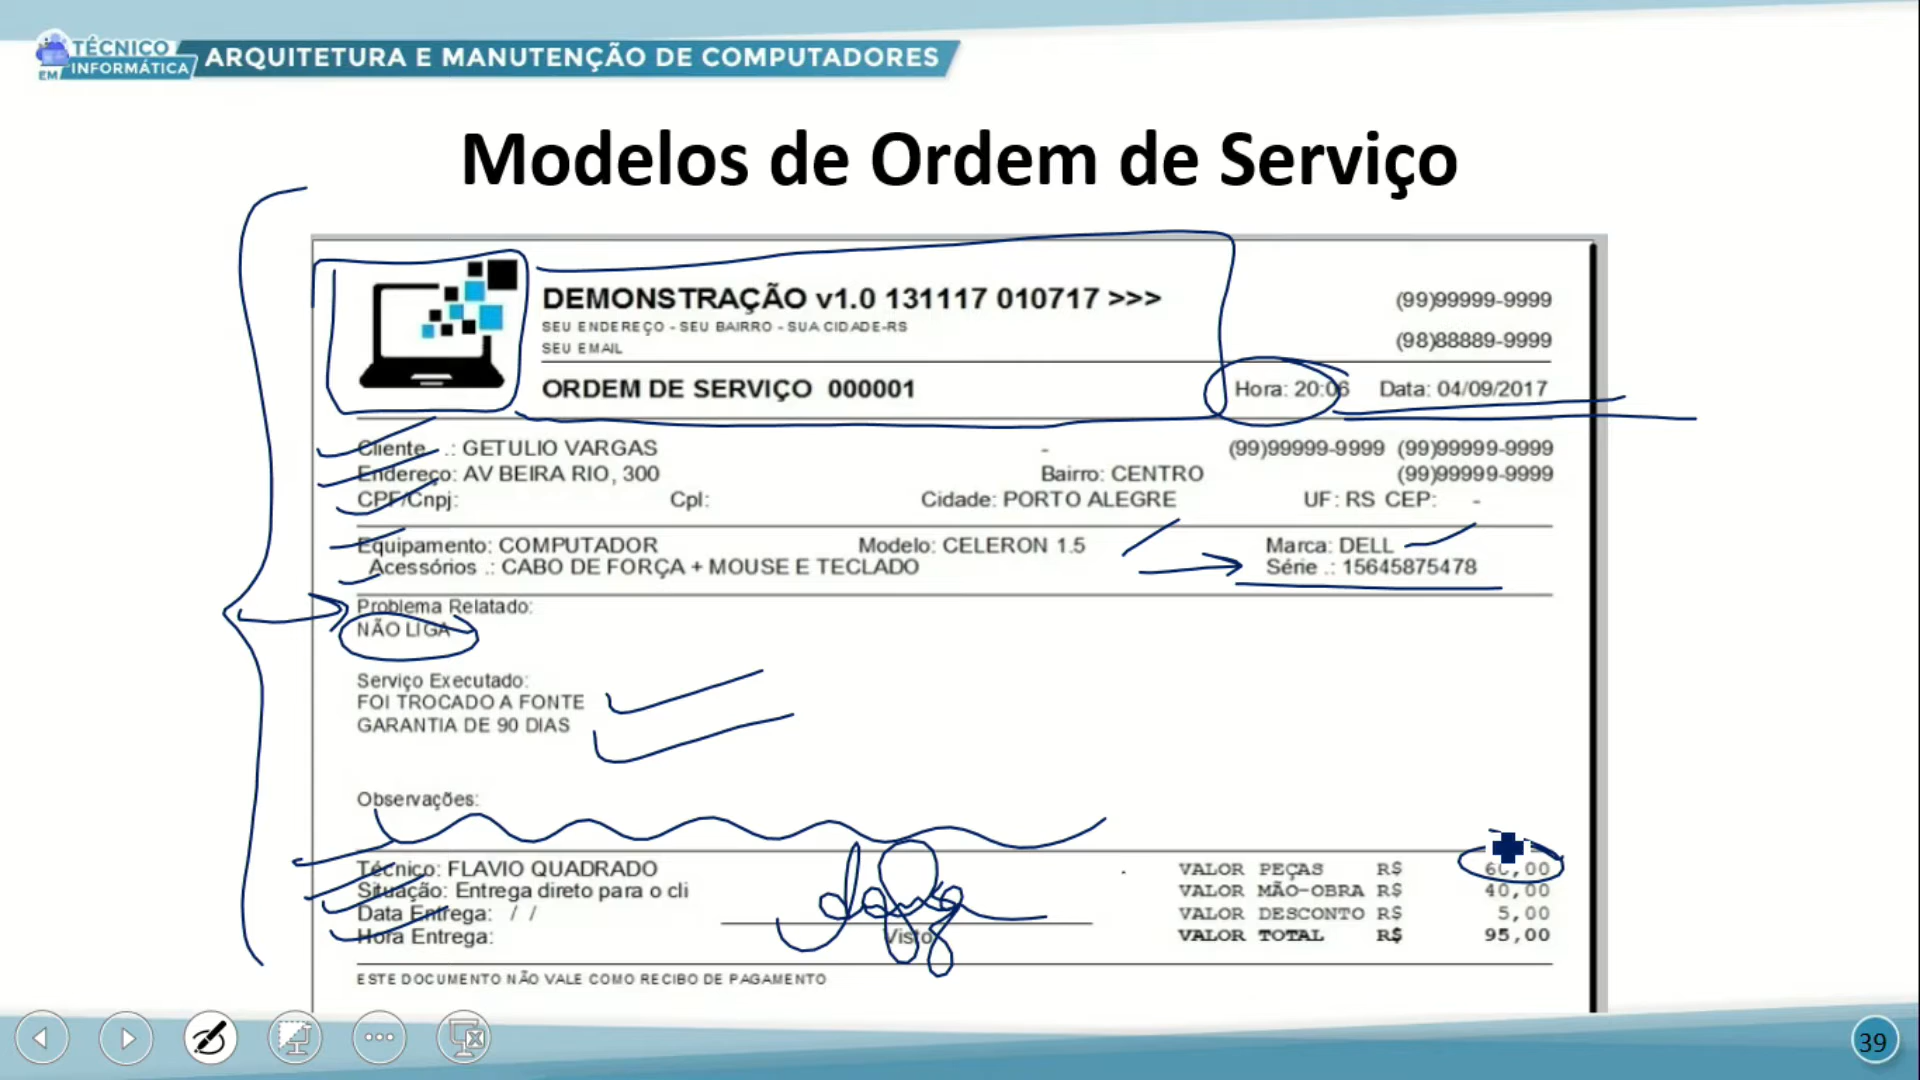 TÉCNICO
EM INFORMÁTICA
ARQUITETURA E MANUTENÇÃO DE COMPUTADORES
Modelos de Ordem de Serviço
DEMONSTRAÇÃO v1.0 131117 010717 >>> (99)99999-9999
SEU ENDEREÇO - SEU BAIRRO - SUA CIDADE-RS
SEU EMAIL (98)88889-9999
ORDEM DE SERVIÇO 000001 Hora: 20:06 Data: 04/09/2017
Cliente .: GETULIO VARGAS - (99)99999-9999 (99)99999-9999
Endereço: AV BEIRA RIO, 300 Bairro: CENTRO (99)99999-9999
CPF/Cnpj: Cpl: Cidade: PORTO ALEGRE UF: RS CEP: -
Equipamento: COMPUTADOR Modelo: CELERON 1.5 Marca: DELL
Acessórios .: CABO DE FORÇA + MOUSE E TECLADO Série .: 15645875478
Problema Relatado:
NÃO LIGA
Serviço Executado:
FOI TROCADO A FONTE
GARANTIA DE 90 DIAS
Observações:
Técnico: FLAVIO QUADRADO VALOR PEÇAS R$ 60,00
Situação: Entrega direto para o cli VALOR MÃO-OBRA R$ 40,00
Data Entrega: / / VALOR DESCONTO R$ 5,00
Hora Entrega: Visto VALOR TOTAL R$ 95,00
ESTE DOCUMENTO NÃO VALE COMO RECIBO DE PAGAMENTO
39